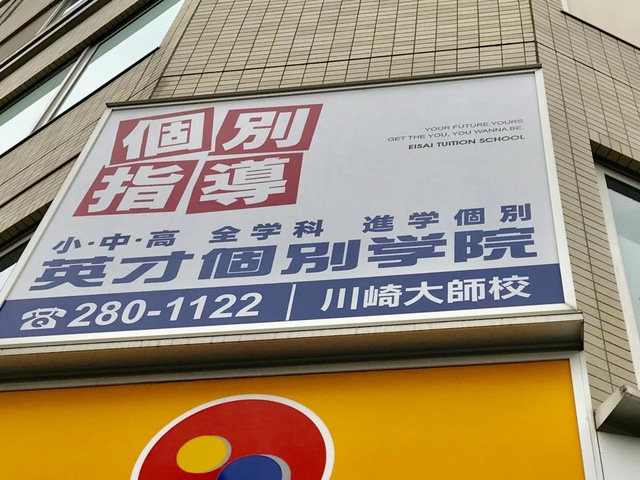 個別
指導
YOUR FUTURE YOURS
GET THE YOU, YOU WANNA BE.
EISAI TUITION SCHOOL
小・中・高 全学科 進学個別
英才個別学院
☎280-1122 | 川崎大師校